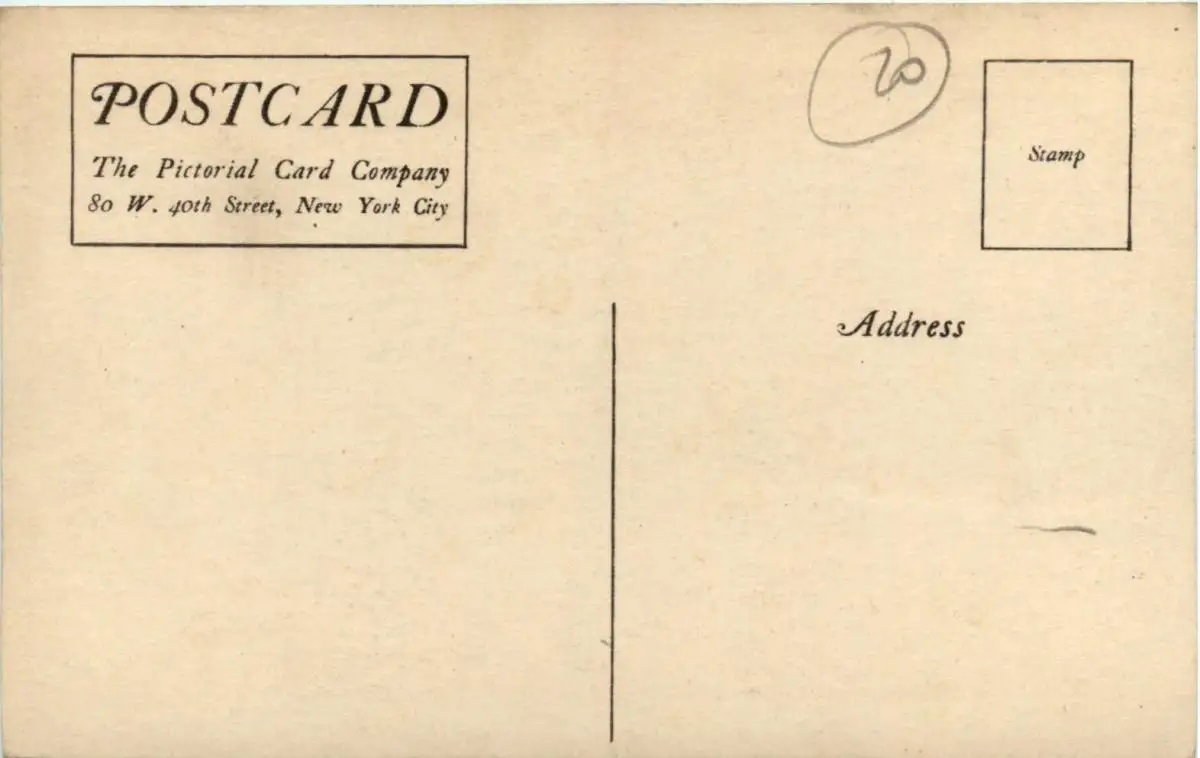 POSTCARD
The Pictorial Card Company
80 W. 40th Street, New York City
20
Stamp
Address